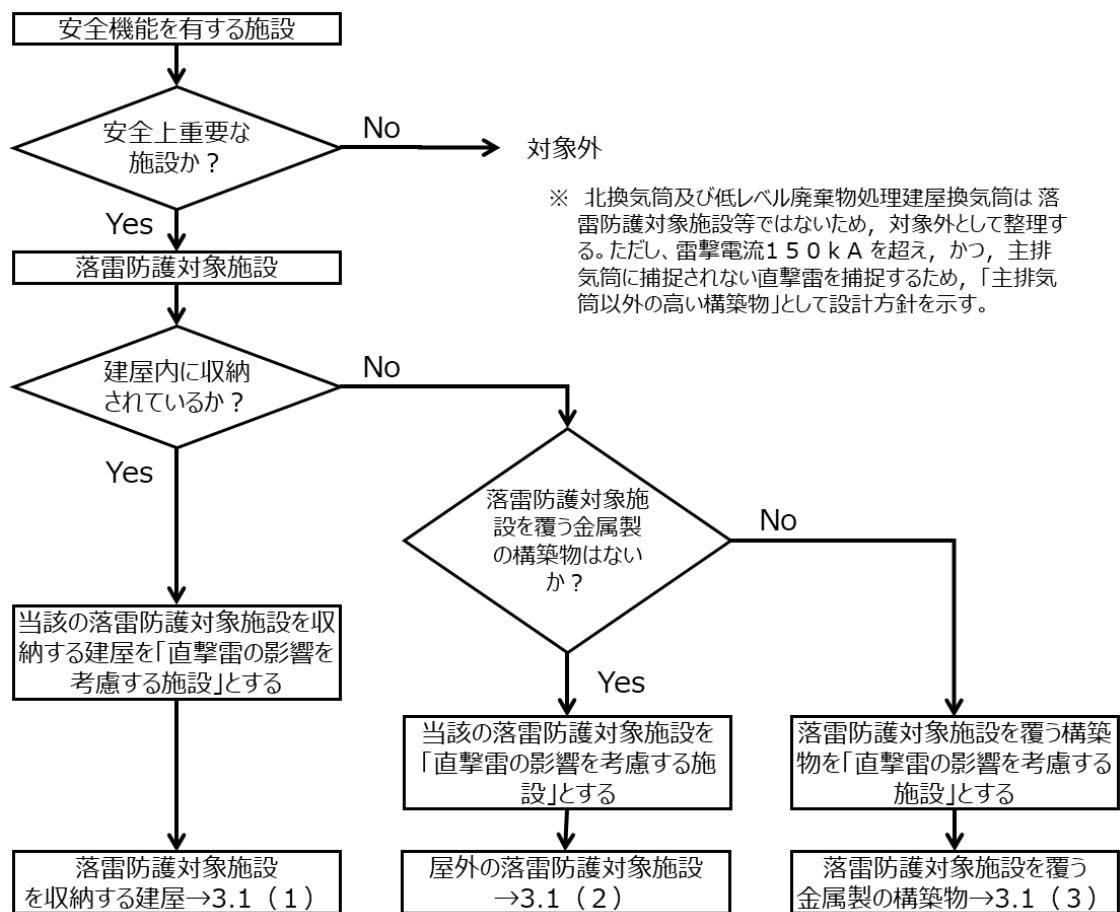 安全機能を有する施設
安全上重要な
施設か？
No
対象外
※ 北換気筒及び低レベル廃棄物処理建屋換気筒は 落
雷防護対象施設等ではないため，対象外として整理す
る。ただし、雷撃電流１５０ｋＡ を超え，かつ，主排
気筒に捕捉されない直撃雷を捕捉するため，「主排気
筒以外の高い構築物」として設計方針を示す。
Yes
落雷防護対象施設
建屋内に収納
されているか？
No
Yes
落雷防護対象施
設を覆う金属製
の構築物はない
か？
No
Yes
当該の落雷防護対象施設を収
納する建屋を「直撃雷の影響を
考慮する施設」とする
当該の落雷防護対象施設を
「直撃雷の影響を考慮する施
設」とする
落雷防護対象施設を覆う構築
物を「直撃雷の影響を考慮する
施設」とする
落雷防護対象施設
を収納する建屋→3.1（１）
屋外の落雷防護対象施設
→3.1（２）
落雷防護対象施設を覆う
金属製の構築物→3.1（３）